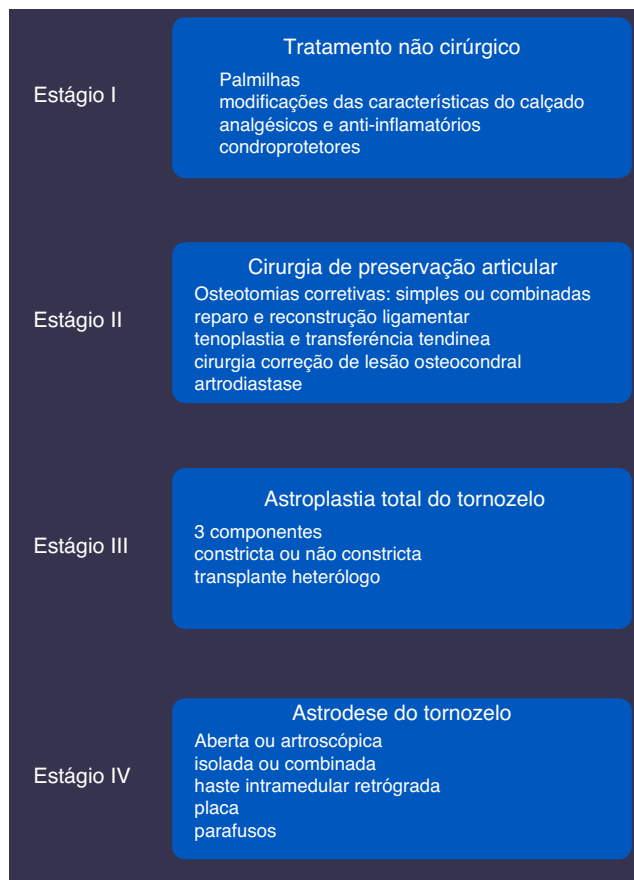 Estágio I
Tratamento não cirúrgico
Palmilhas
modificações das características do calçado
analgésicos e anti-inflamatórios
condroprotetores
Estágio II
Cirurgia de preservação articular
Osteotomias corretivas: simples ou combinadas
reparo e reconstrução ligamentar
tenoplastia e transferéncia tendinea
cirurgia correção de lesão osteocondral
artrodiastase
Estágio III
Astroplastia total do tornozelo
3 componentes
constricta ou não constricta
transplante heterólogo
Estágio IV
Astrodese do tornozelo
Aberta ou artroscópica
isolada ou combinada
haste intramedular retrógrada
placa
parafusos